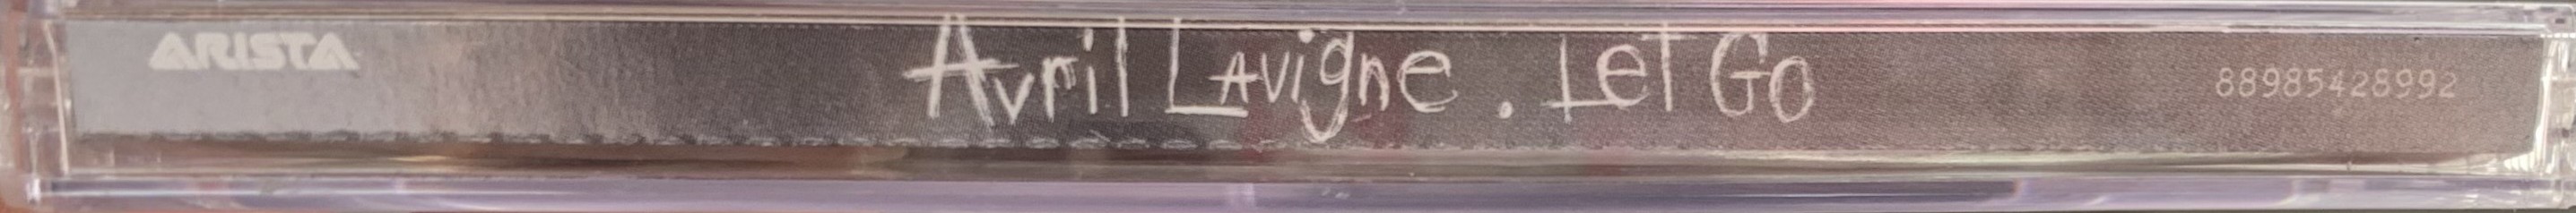 ARISTA Avril Lavigne . Let Go 88985428992